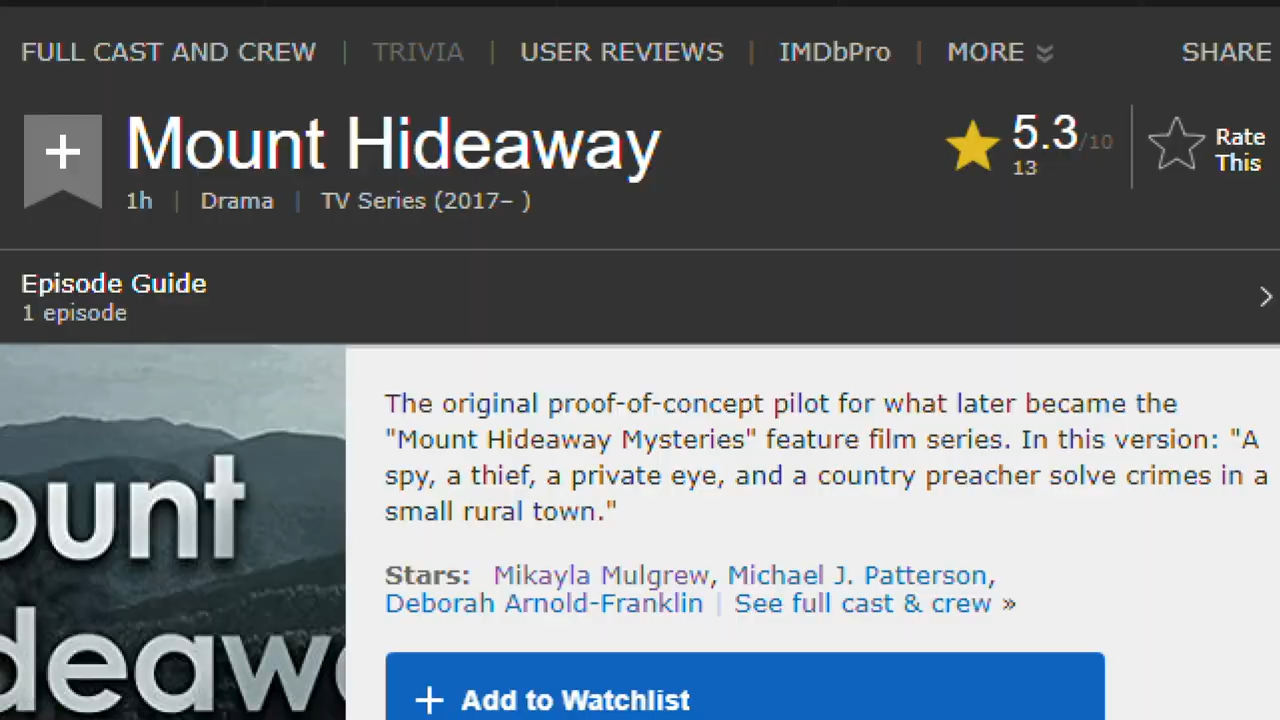 FULL CAST AND CREW | TRIVIA | USER REVIEWS | IMDbPro | MORE SHARE
+ Mount Hideaway
5.3/10
13
Rate
This
1h | Drama | TV Series (2017– )
Episode Guide
1 episode
The original proof-of-concept pilot for what later became the
"Mount Hideaway Mysteries" feature film series. In this version: "A
spy, a thief, a private eye, and a country preacher solve crimes in a
small rural town."
Stars: Mikayla Mulgrew, Michael J. Patterson,
Deborah Arnold-Franklin | See full cast & crew »
+ Add to Watchlist
ount
deaw